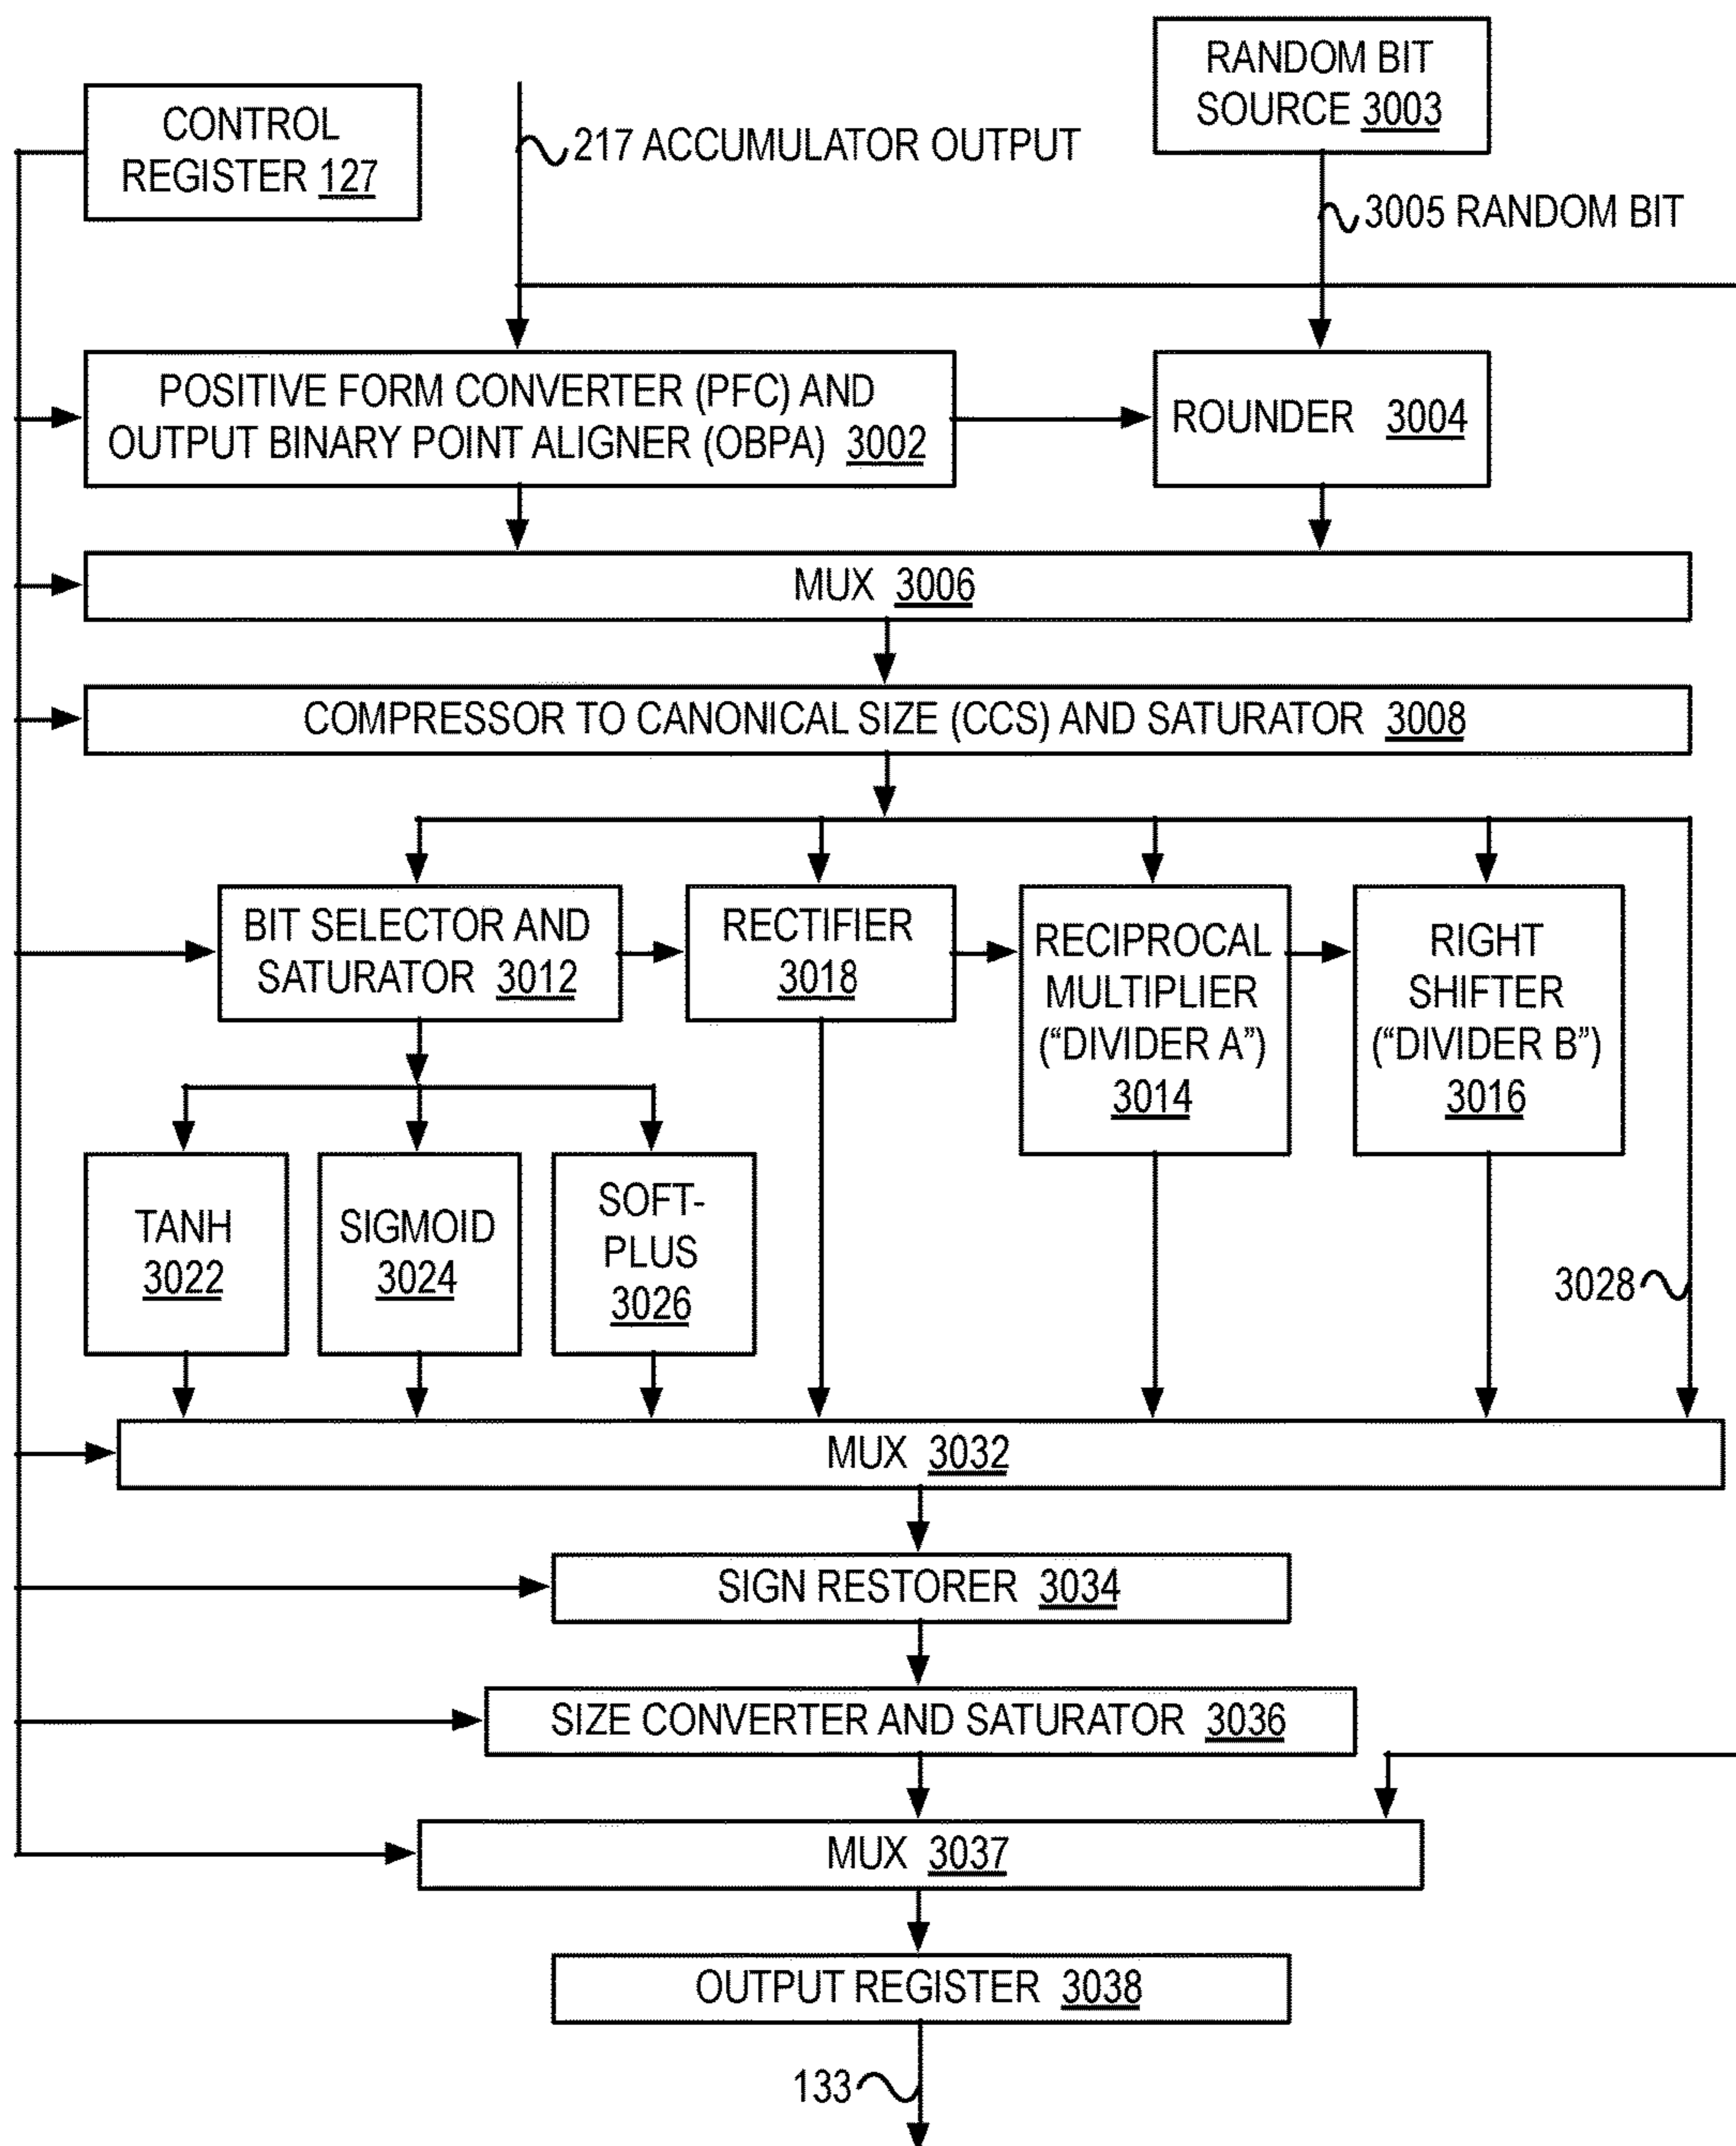 CONTROL
REGISTER 127
217 ACCUMULATOR OUTPUT
RANDOM BIT
SOURCE 3003
3005 RANDOM BIT
POSITIVE FORM CONVERTER (PFC) AND
OUTPUT BINARY POINT ALIGNER (OBPA) 3002
ROUNDER 3004
MUX 3006
COMPRESSOR TO CANONICAL SIZE (CCS) AND SATURATOR 3008
BIT SELECTOR AND
SATURATOR 3012
RECTIFIER
3018
RECIPROCAL
MULTIPLIER
("DIVIDER A")
3014
RIGHT
SHIFTER
("DIVIDER B")
3016
TANH
3022
SIGMOID
3024
SOFT-
PLUS
3026
3028
MUX 3032
SIGN RESTORER 3034
SIZE CONVERTER AND SATURATOR 3036
MUX 3037
OUTPUT REGISTER 3038
133